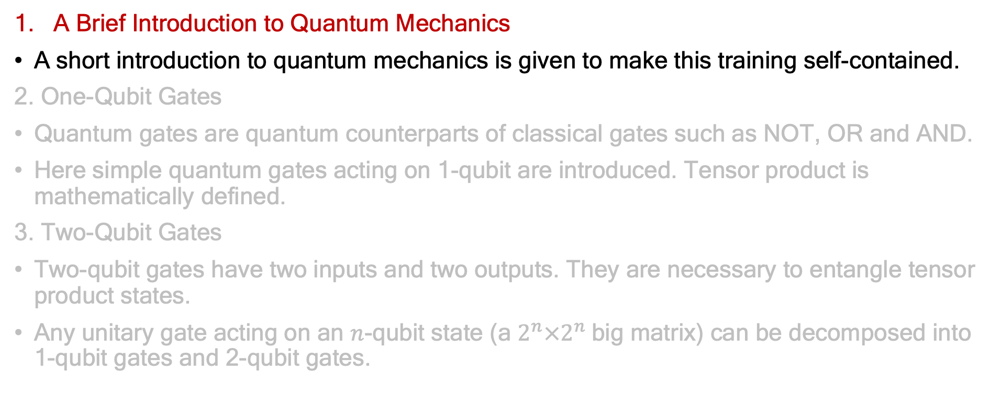 1. A Brief Introduction to Quantum Mechanics
• A short introduction to quantum mechanics is given to make this training self-contained.
2. One-Qubit Gates
• Quantum gates are quantum counterparts of classical gates such as NOT, OR and AND.
• Here simple quantum gates acting on 1-qubit are introduced. Tensor product is
mathematically defined.
3. Two-Qubit Gates
• Two-qubit gates have two inputs and two outputs. They are necessary to entangle tensor
product states.
• Any unitary gate acting on an 𝑛-qubit state (a 2ⁿ×2ⁿ big matrix) can be decomposed into
1-qubit gates and 2-qubit gates.